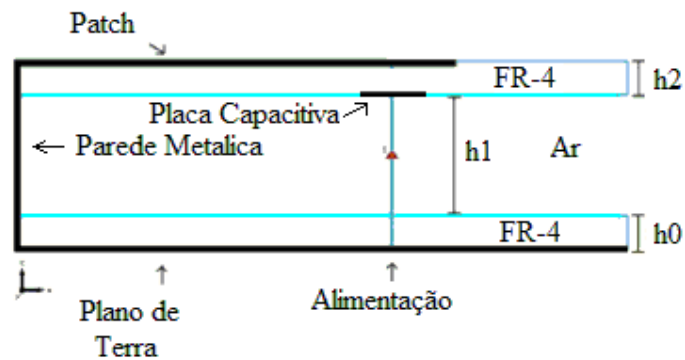 Patch
FR-4
h2
Placa Capacitiva
Parede Metalica
h1
Ar
FR-4
h0
Plano de
Terra
Alimentação